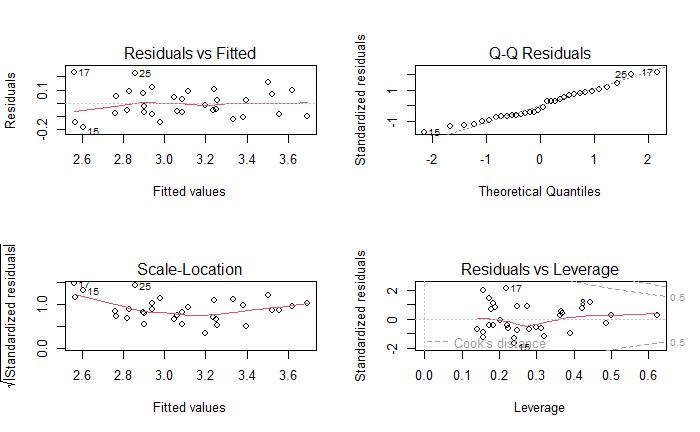 Residuals vs Fitted
Residuals
0.1
-0.2
17
25
15
2.6 2.8 3.0 3.2 3.4 3.6
Fitted values
Q-Q Residuals
Standardized residuals
1
-1
25
17
15
-2 -1 0 1 2
Theoretical Quantiles
Scale-Location
√|Standardized residuals|
1.0
0.0
17
15
25
2.6 2.8 3.0 3.2 3.4 3.6
Fitted values
Residuals vs Leverage
Standardized residuals
2
0
-2
17
8
15
0.5
0.5
Cook's distance
0.0 0.1 0.2 0.3 0.4 0.5 0.6
Leverage